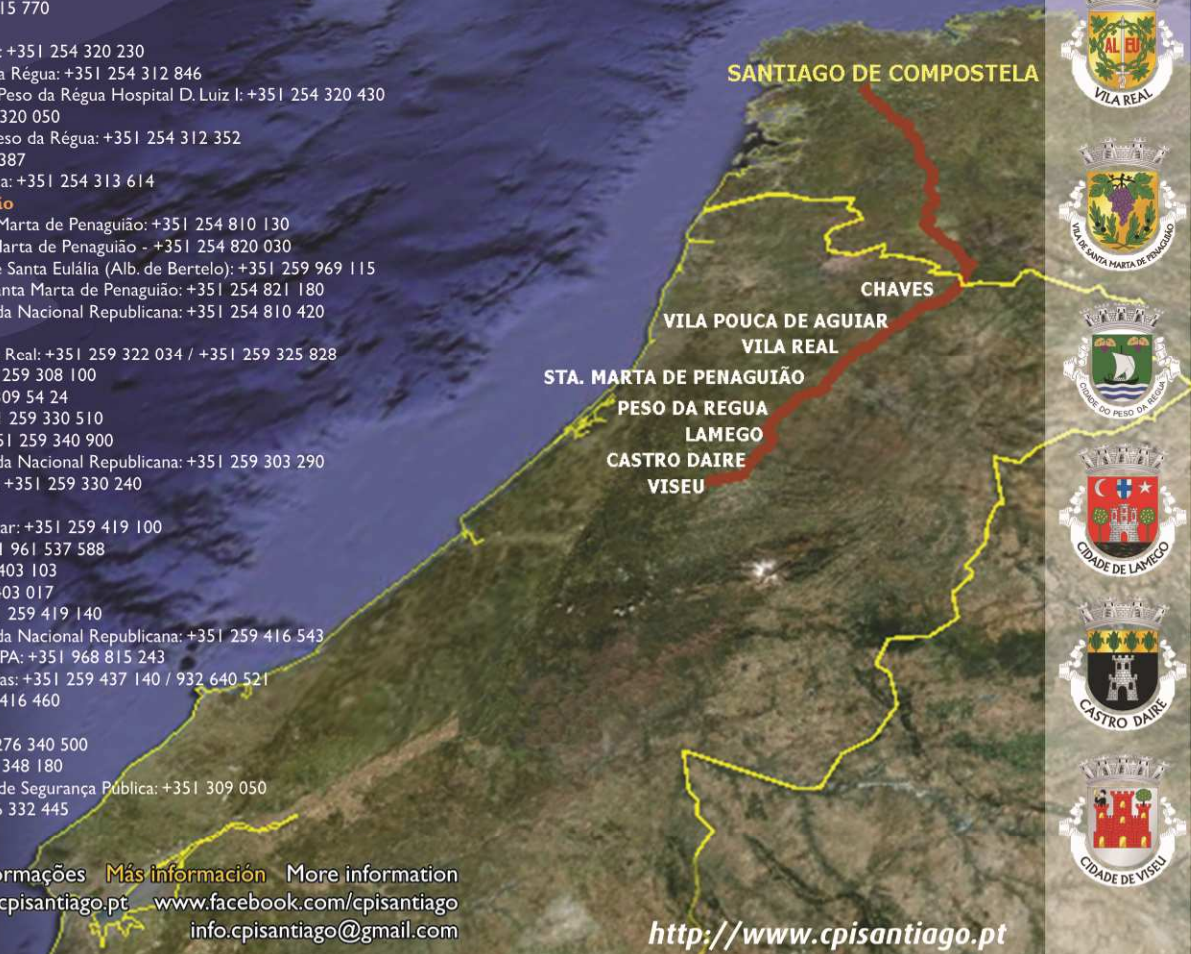 15 770
: +351 254 320 230
a Régua: +351 254 312 846
Peso da Régua Hospital D. Luiz I: +351 254 320 430
320 050
eso da Régua: +351 254 312 352
387
a: +351 254 313 614
io
Marta de Penaguião: +351 254 810 130
Marta de Penaguião - +351 254 820 030
e Santa Eulália (Alb. de Bertelo): +351 259 969 115
anta Marta de Penaguião: +351 254 821 180
da Nacional Republicana: +351 254 810 420
Real: +351 259 322 034 / +351 259 325 828
259 308 100
09 54 24
1 259 330 510
51 259 340 900
da Nacional Republicana: +351 259 303 290
+351 259 330 240
ar: +351 259 419 100
1 961 537 588
403 103
403 017
1 259 419 140
da Nacional Republicana: +351 259 416 543
PA: +351 968 815 243
as: +351 259 437 140 / 932 640 521
416 460
276 340 500
348 180
de Segurança Pública: +351 309 050
6 332 445
ormações Más información More information
cpisantiago.pt www.facebook.com/cpisantiago
info.cpisantiago@gmail.com
SANTIAGO DE COMPOSTELA
CHAVES
VILA POUCA DE AGUIAR
VILA REAL
STA. MARTA DE PENAGUIÃO
PESO DA REGUA
LAMEGO
CASTRO DAIRE
VISEU
http://www.cpisantiago.pt
AL EU
VILA REAL
VILA DE SANTA MARTA DE PENAGUIÃO
CIDADE DO PESO DA RÉGUA
CIDADE DE LAMEGO
CASTRO DAIRE
CIDADE DE VISEU